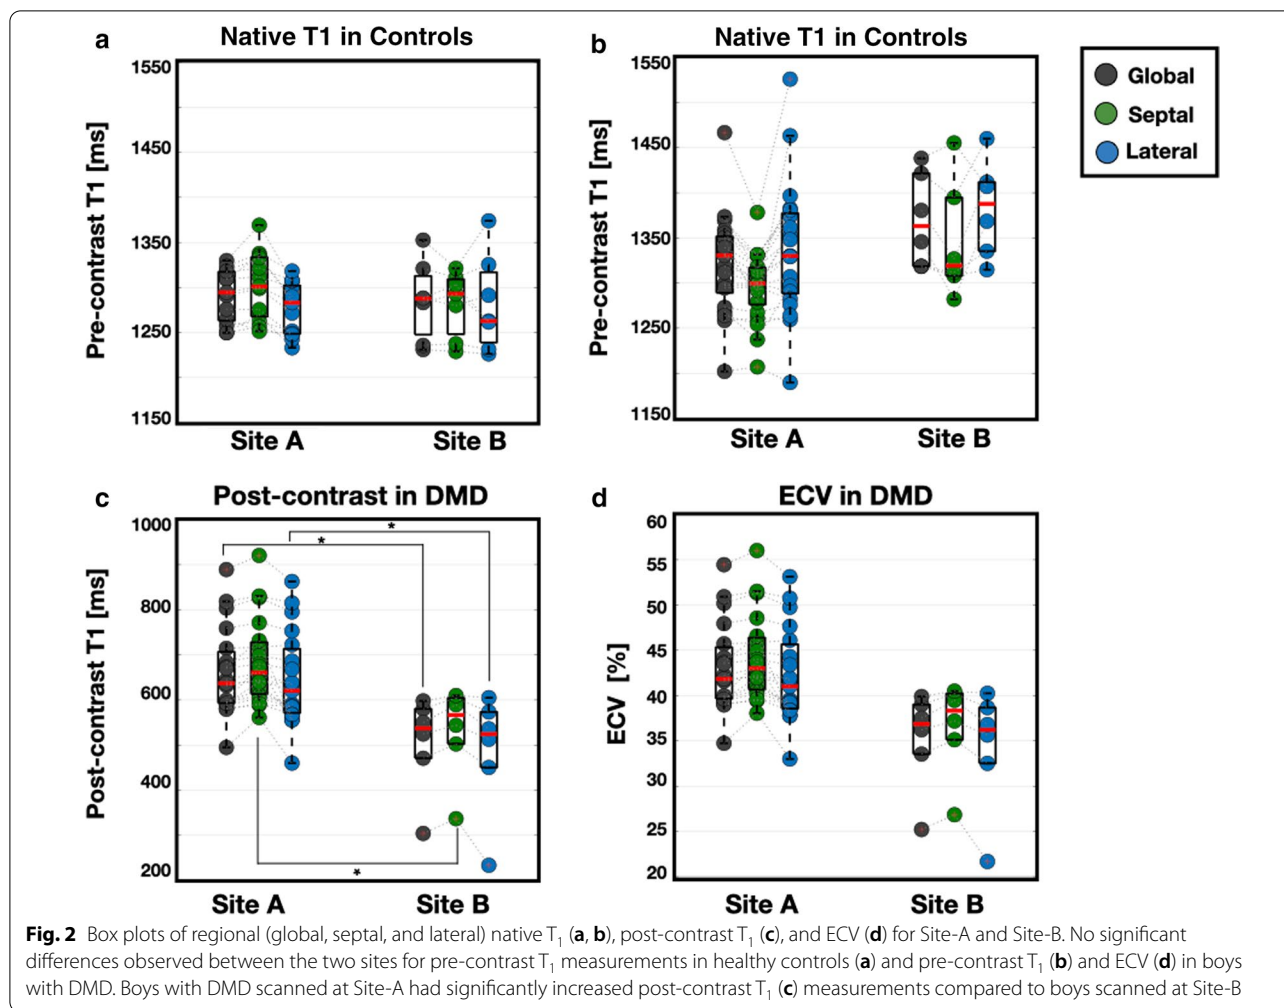 a
Native T1 in Controls
Pre-contrast T1 [ms]
1550
1450
1350
1250
1150
Site A
Site B
b
Native T1 in Controls
Pre-contrast T1 [ms]
1550
1450
1350
1250
1150
Site A
Site B
Global
Septal
Lateral
c
Post-contrast in DMD
Post-contrast T1 [ms]
1000
800
600
400
200
*
*
*
Site A
Site B
d
ECV in DMD
ECV [%]
60
55
50
45
40
35
30
25
20
Site A
Site B
Fig. 2 Box plots of regional (global, septal, and lateral) native T₁ (a, b), post-contrast T₁ (c), and ECV (d) for Site-A and Site-B. No significant
differences observed between the two sites for pre-contrast T₁ measurements in healthy controls (a) and pre-contrast T₁ (b) and ECV (d) in boys
with DMD. Boys with DMD scanned at Site-A had significantly increased post-contrast T₁ (c) measurements compared to boys scanned at Site-B